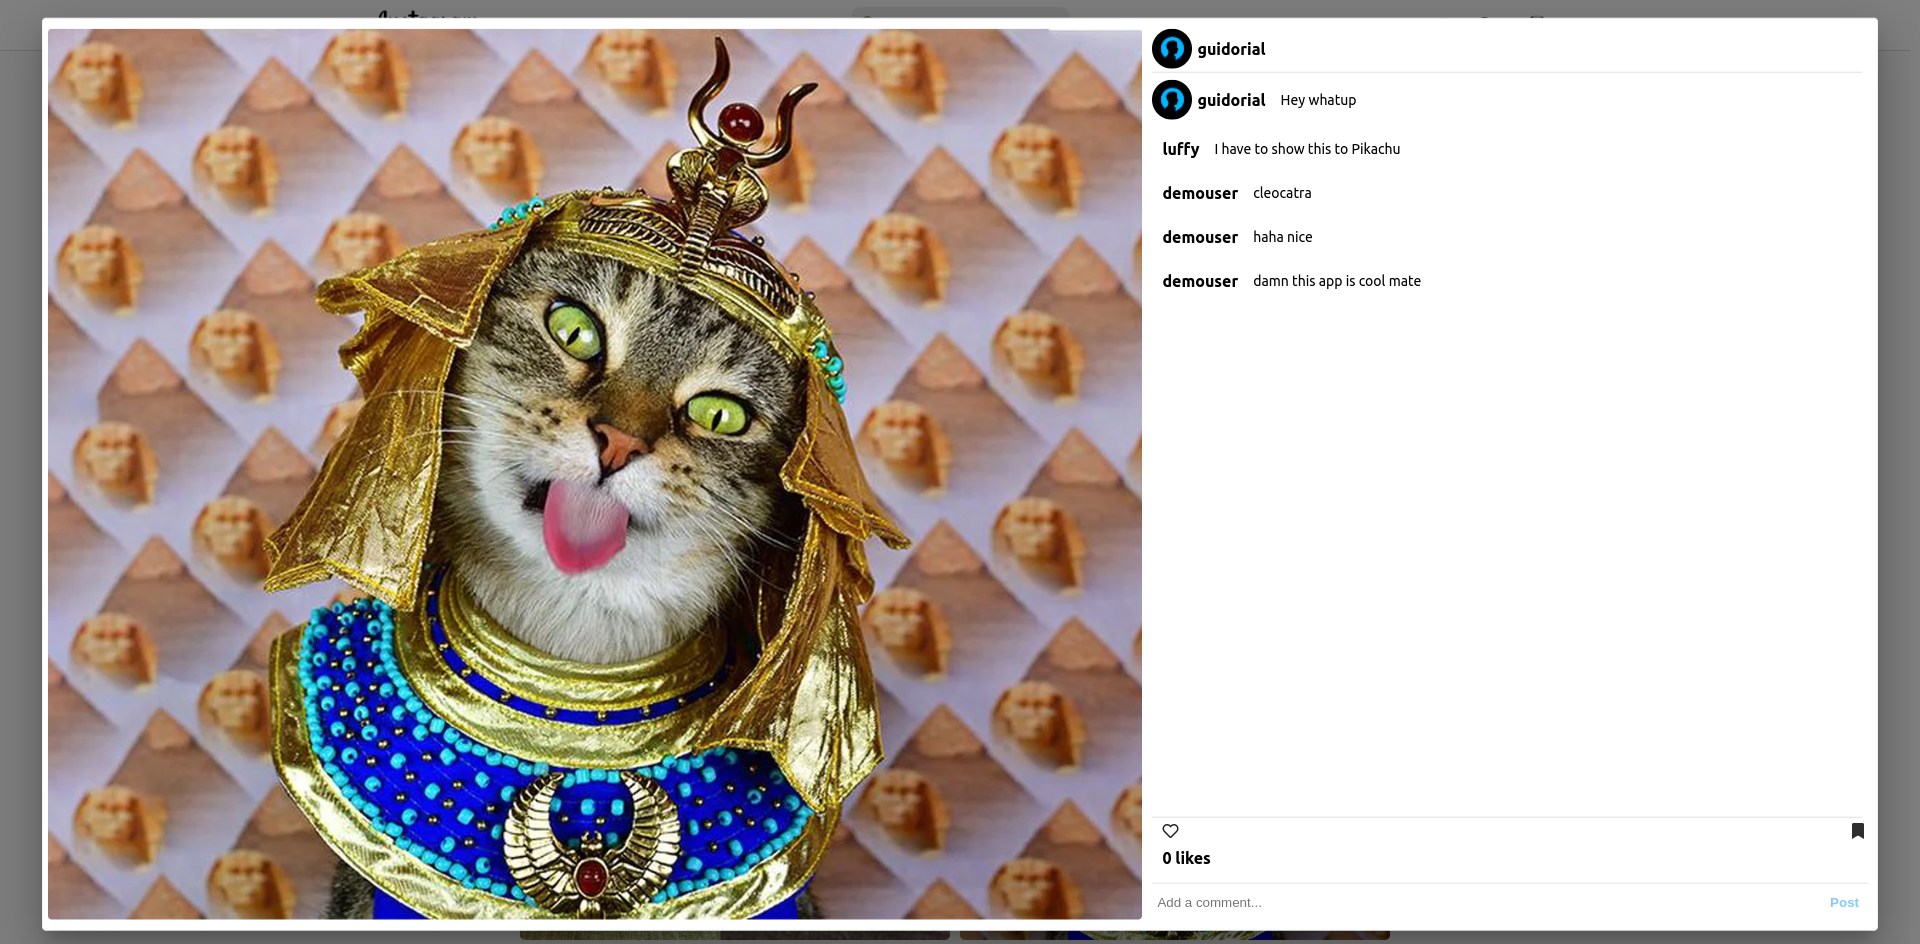 guidorial
guidorial Hey whatup
luffy I have to show this to Pikachu
demouser cleocatra
demouser haha nice
demouser damn this app is cool mate
0 likes
Add a comment... Post